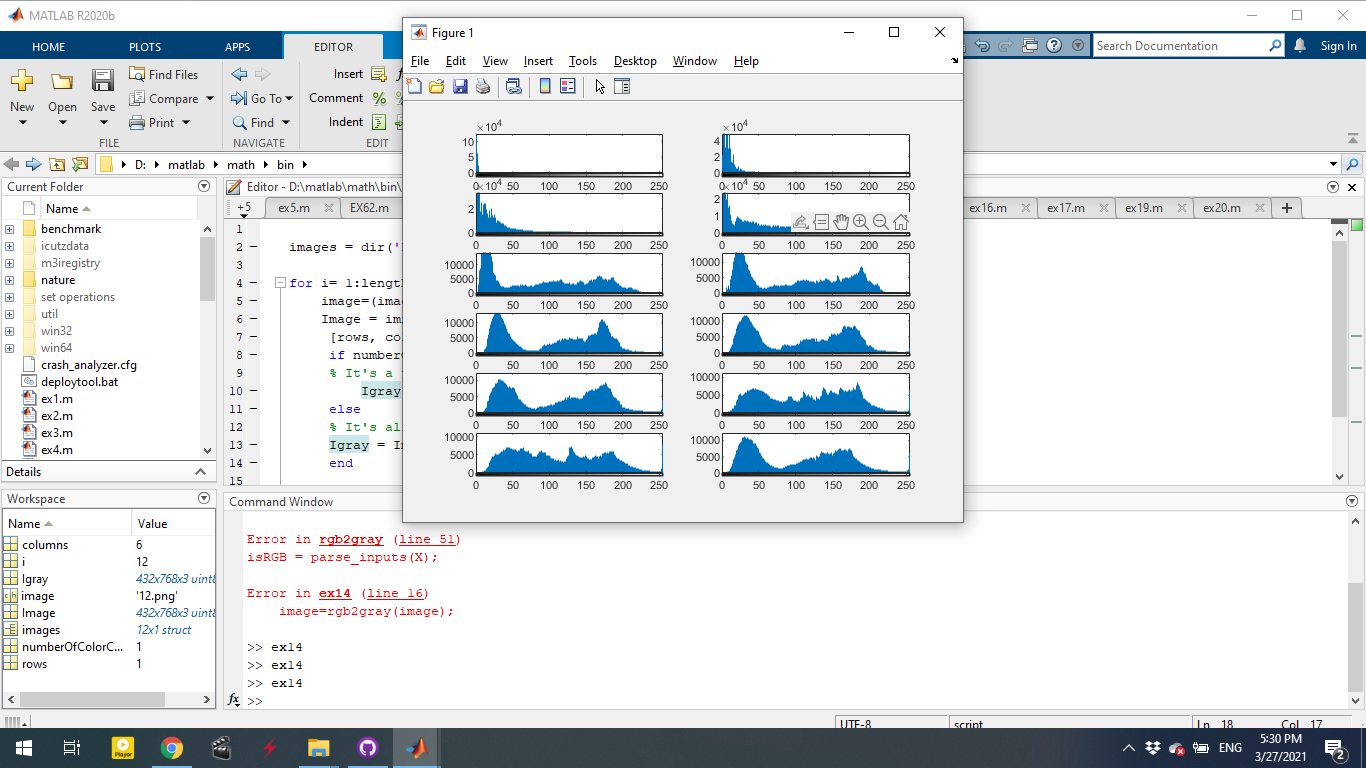 MATLAB R2020b
Figure 1
HOME PLOTS APPS EDITOR
Search Documentation Sign In
File Edit View Insert Tools Desktop Window Help
New Open Save
Find Files
Compare
Print
FILE
Go To
Find
NAVIGATE
Insert
Comment
Indent
EDIT
D: matlab math bin
Current Folder
Name
benchmark
icutzdata
m3iregistry
nature
set operations
util
win32
win64
crash_analyzer.cfg
deploytool.bat
ex1.m
ex2.m
ex3.m
ex4.m
Details
Workspace
Name Value
columns 6
i 12
Igray 432x768x3 uint8
image '12.png'
Image 432x768x3 uint8
images 12x1 struct
numberOfColorC... 1
rows 1
Editor - D:\matlab\math\bin\
+5 ex5.m EX62.m ex16.m ex17.m ex19.m ex20.m
1
2 images = dir('
3
4 for i= 1:length
5 image=(ima
6 Image = im
7 [rows, co
8 if number
9 % It's a
10 Igray
11 else
12 % It's al
13 Igray = I
14 end
15
×10^4
10
5
0
0 50 100 150 200 250
×10^4
4
2
0
0 50 100 150 200 250
×10^4
2
0
0 50 100 150 200 250
×10^4
2
1
0
0 50 100 150 200 250
10000
5000
0
0 50 100 150 200 250
10000
5000
0
0 50 100 150 200 250
10000
5000
0
0 50 100 150 200 250
10000
5000
0
0 50 100 150 200 250
10000
5000
0
0 50 100 150 200 250
10000
5000
0
0 50 100 150 200 250
10000
5000
0
0 50 100 150 200 250
10000
5000
0
0 50 100 150 200 250
Command Window
Error in rgb2gray (line 51)
isRGB = parse_inputs(X);
Error in ex14 (line 16)
image=rgb2gray(image);
>> ex14
>> ex14
>> ex14
fx >>
UTF-8 script Ln 18 Col 17
Player
ENG
5:30 PM
3/27/2021
2